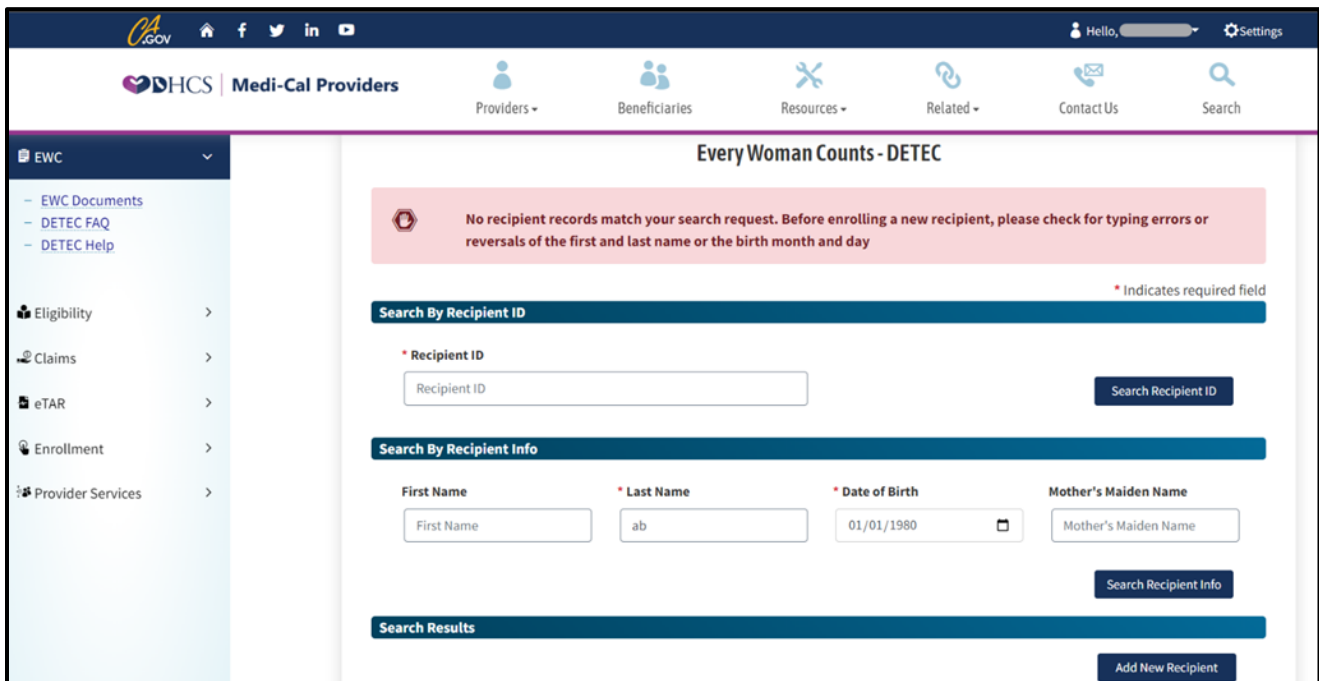 CA.GOV
Hello,
Settings
DHCS | Medi-Cal Providers
Providers
Beneficiaries
Resources
Related
Contact Us
Search
EWC
– EWC Documents
– DETEC FAQ
– DETEC Help
Eligibility
Claims
eTAR
Enrollment
Provider Services
Every Woman Counts - DETEC
No recipient records match your search request. Before enrolling a new recipient, please check for typing errors or
reversals of the first and last name or the birth month and day
* Indicates required field
Search By Recipient ID
* Recipient ID
Recipient ID
Search Recipient ID
Search By Recipient Info
First Name * Last Name * Date of Birth Mother's Maiden Name
First Name ab 01/01/1980 Mother's Maiden Name
Search Recipient Info
Search Results
Add New Recipient